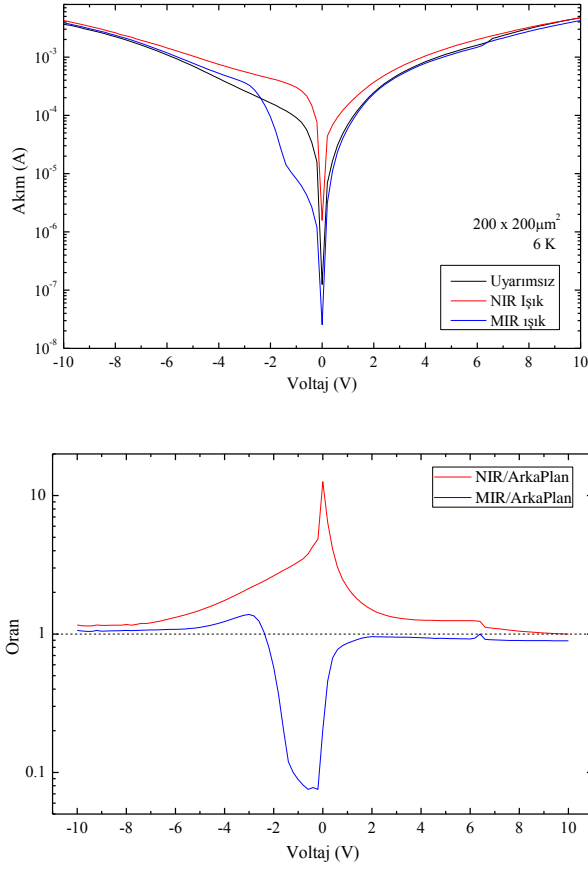 10⁻³
10⁻⁴
10⁻⁵
10⁻⁶
10⁻⁷
10⁻⁸
Akım (A)
200 x 200μm²
6 K
Uyarımsız
NIR Işık
MIR ışık
-10 -8 -6 -4 -2 0 2 4 6 8 10
Voltaj (V)
NIR/ArkaPlan
MIR/ArkaPlan
10
1
0.1
Oran
-10 -8 -6 -4 -2 0 2 4 6 8 10
Voltaj (V)